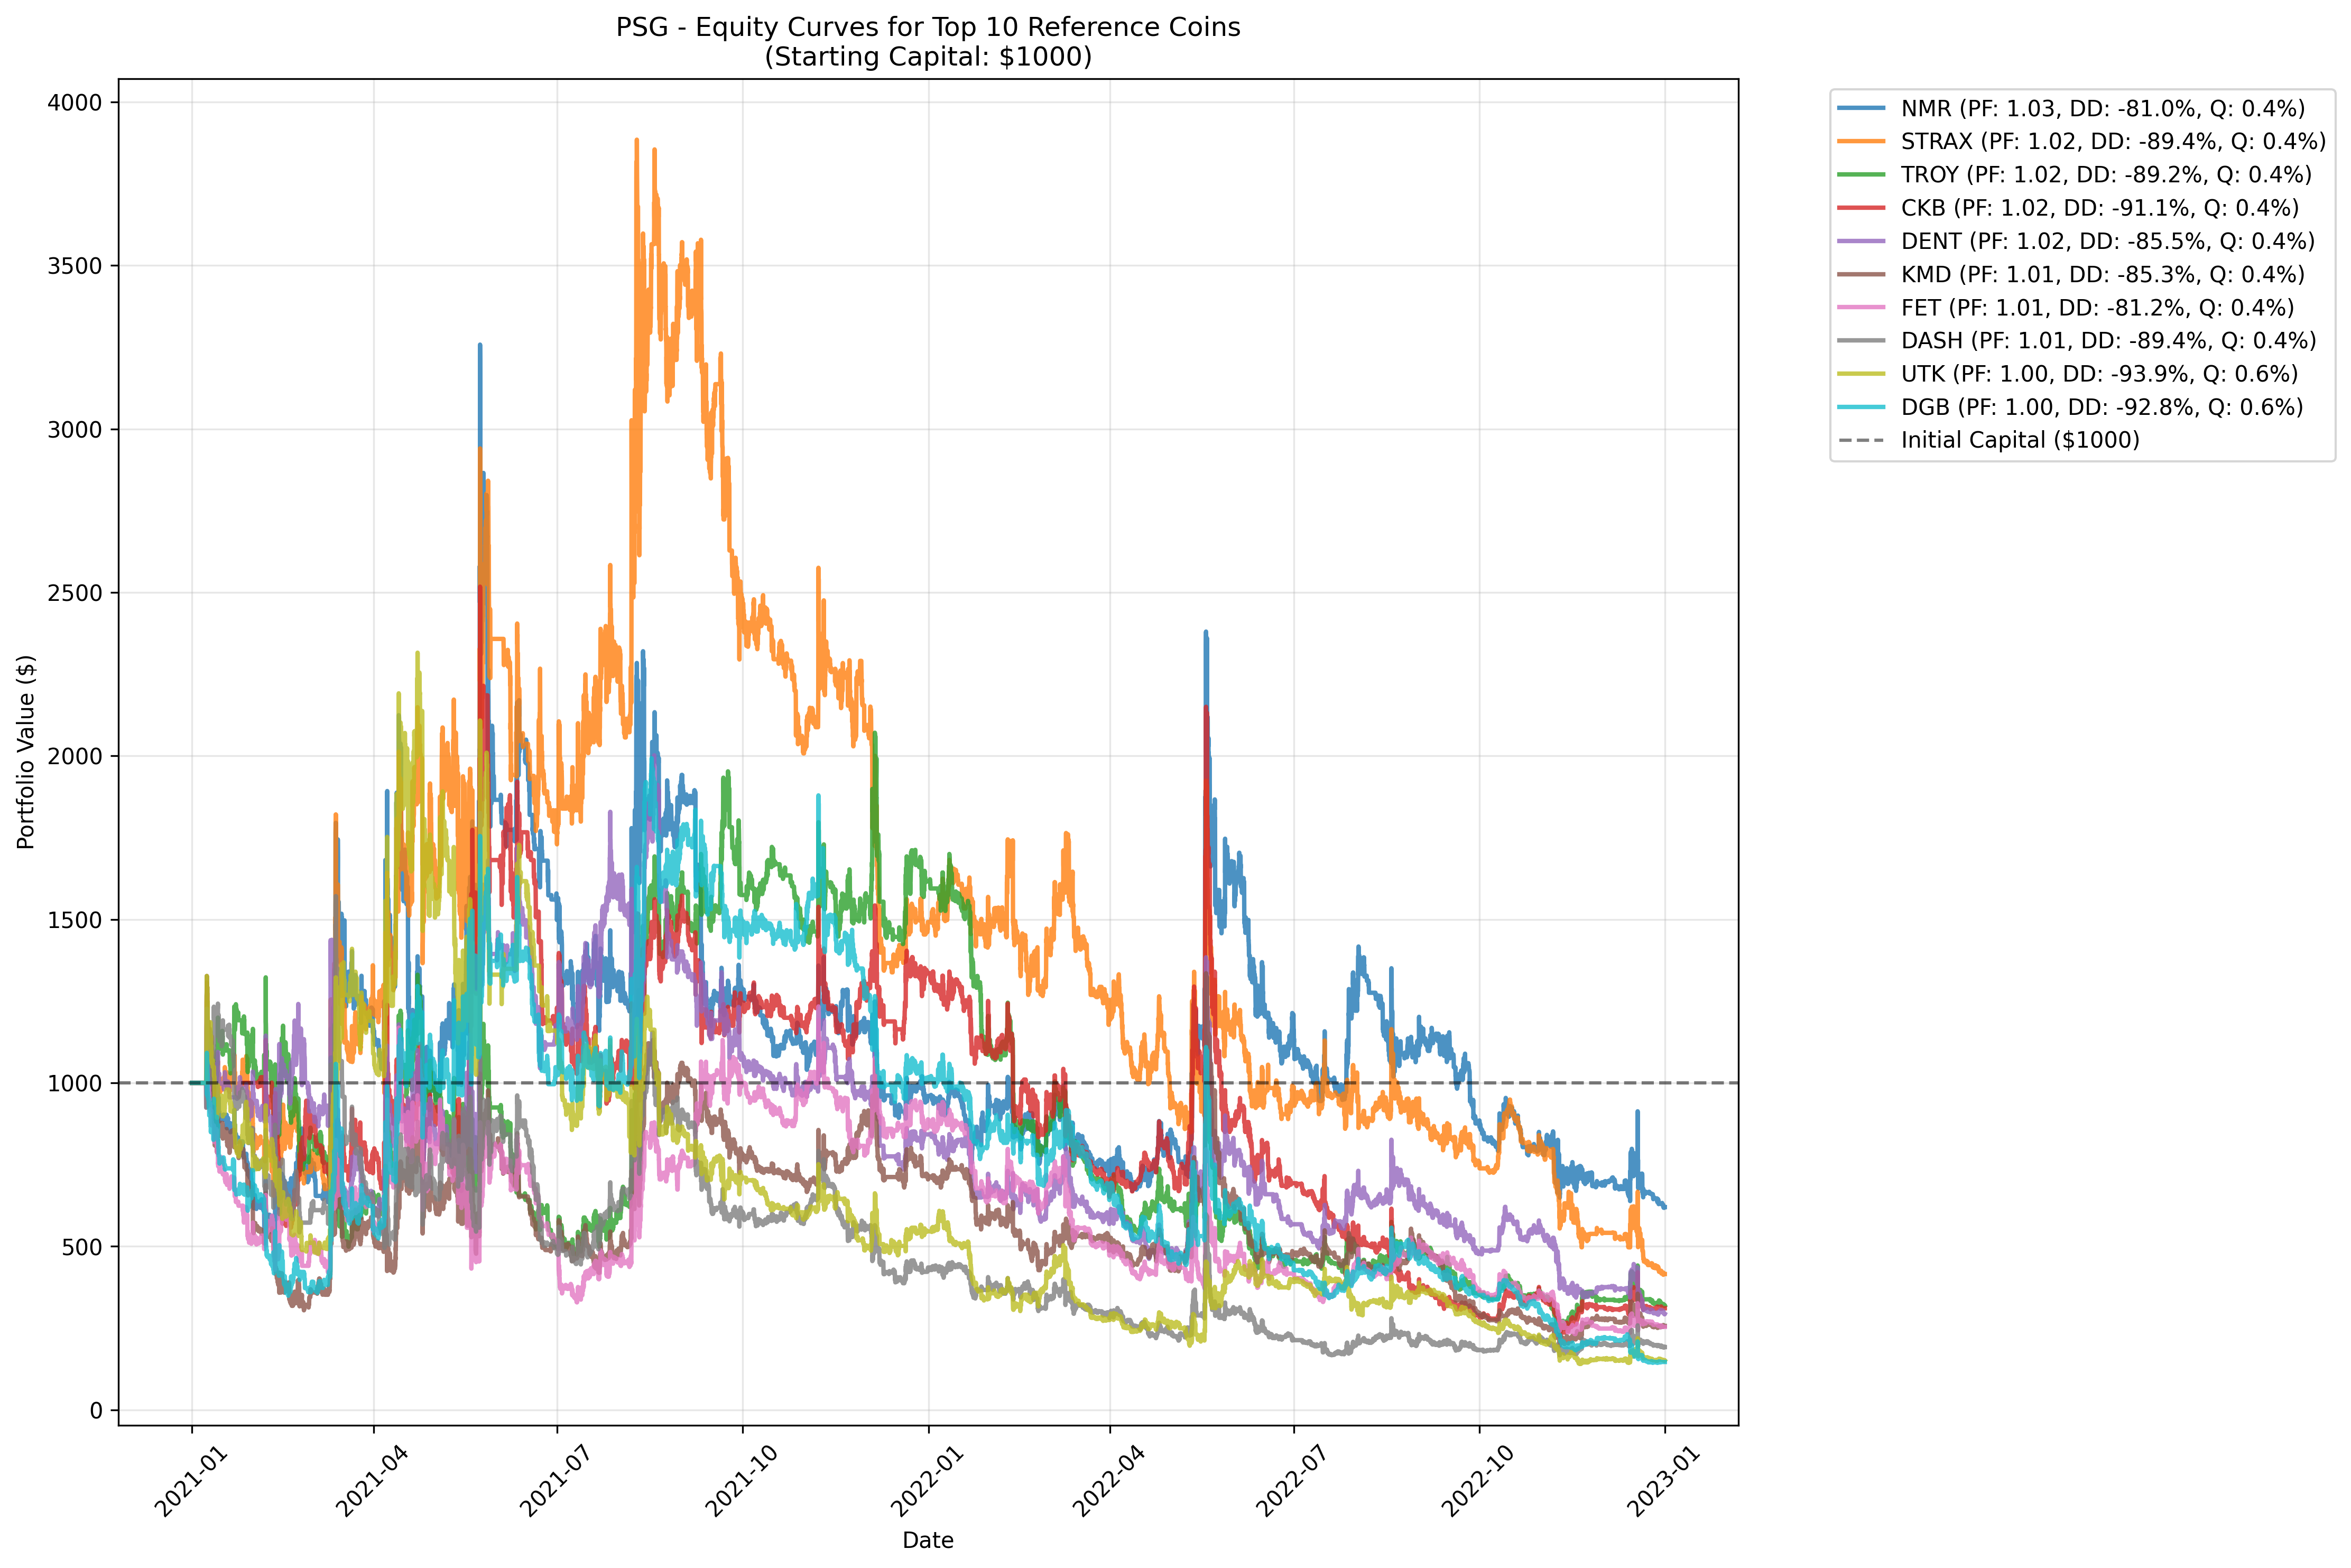 PSG - Equity Curves for Top 10 Reference Coins
(Starting Capital: $1000)
4000
3500
3000
2500
2000
1500
1000
500
0
Portfolio Value ($)
2021-01
2021-04
2021-07
2021-10
2022-01
2022-04
2022-07
2022-10
2023-01
Date
NMR (PF: 1.03, DD: -81.0%, Q: 0.4%)
STRAX (PF: 1.02, DD: -89.4%, Q: 0.4%)
TROY (PF: 1.02, DD: -89.2%, Q: 0.4%)
CKB (PF: 1.02, DD: -91.1%, Q: 0.4%)
DENT (PF: 1.02, DD: -85.5%, Q: 0.4%)
KMD (PF: 1.01, DD: -85.3%, Q: 0.4%)
FET (PF: 1.01, DD: -81.2%, Q: 0.4%)
DASH (PF: 1.01, DD: -89.4%, Q: 0.4%)
UTK (PF: 1.00, DD: -93.9%, Q: 0.6%)
DGB (PF: 1.00, DD: -92.8%, Q: 0.6%)
Initial Capital ($1000)